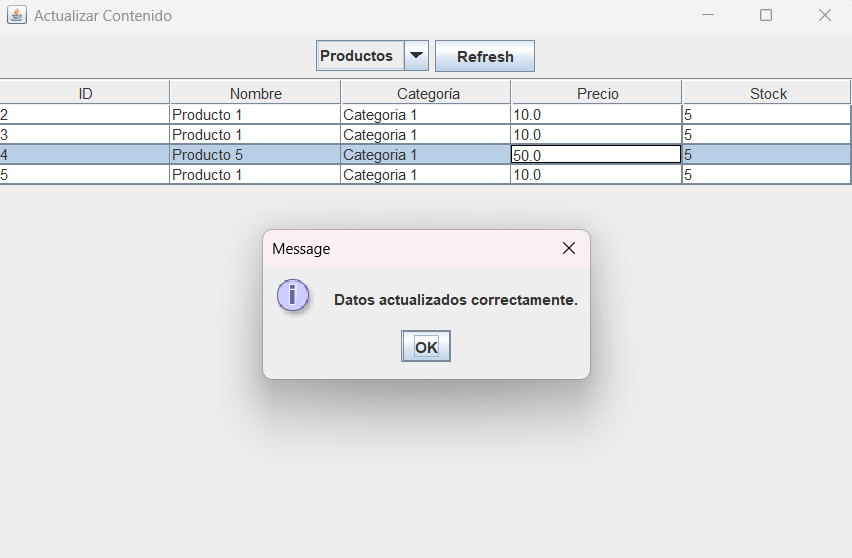 Actualizar Contenido
Productos Refresh
ID Nombre Categoría Precio Stock
2 Producto 1 Categoria 1 10.0 5
3 Producto 1 Categoria 1 10.0 5
4 Producto 5 Categoria 1 50.0 5
5 Producto 1 Categoria 1 10.0 5
Message
i
Datos actualizados correctamente.
OK